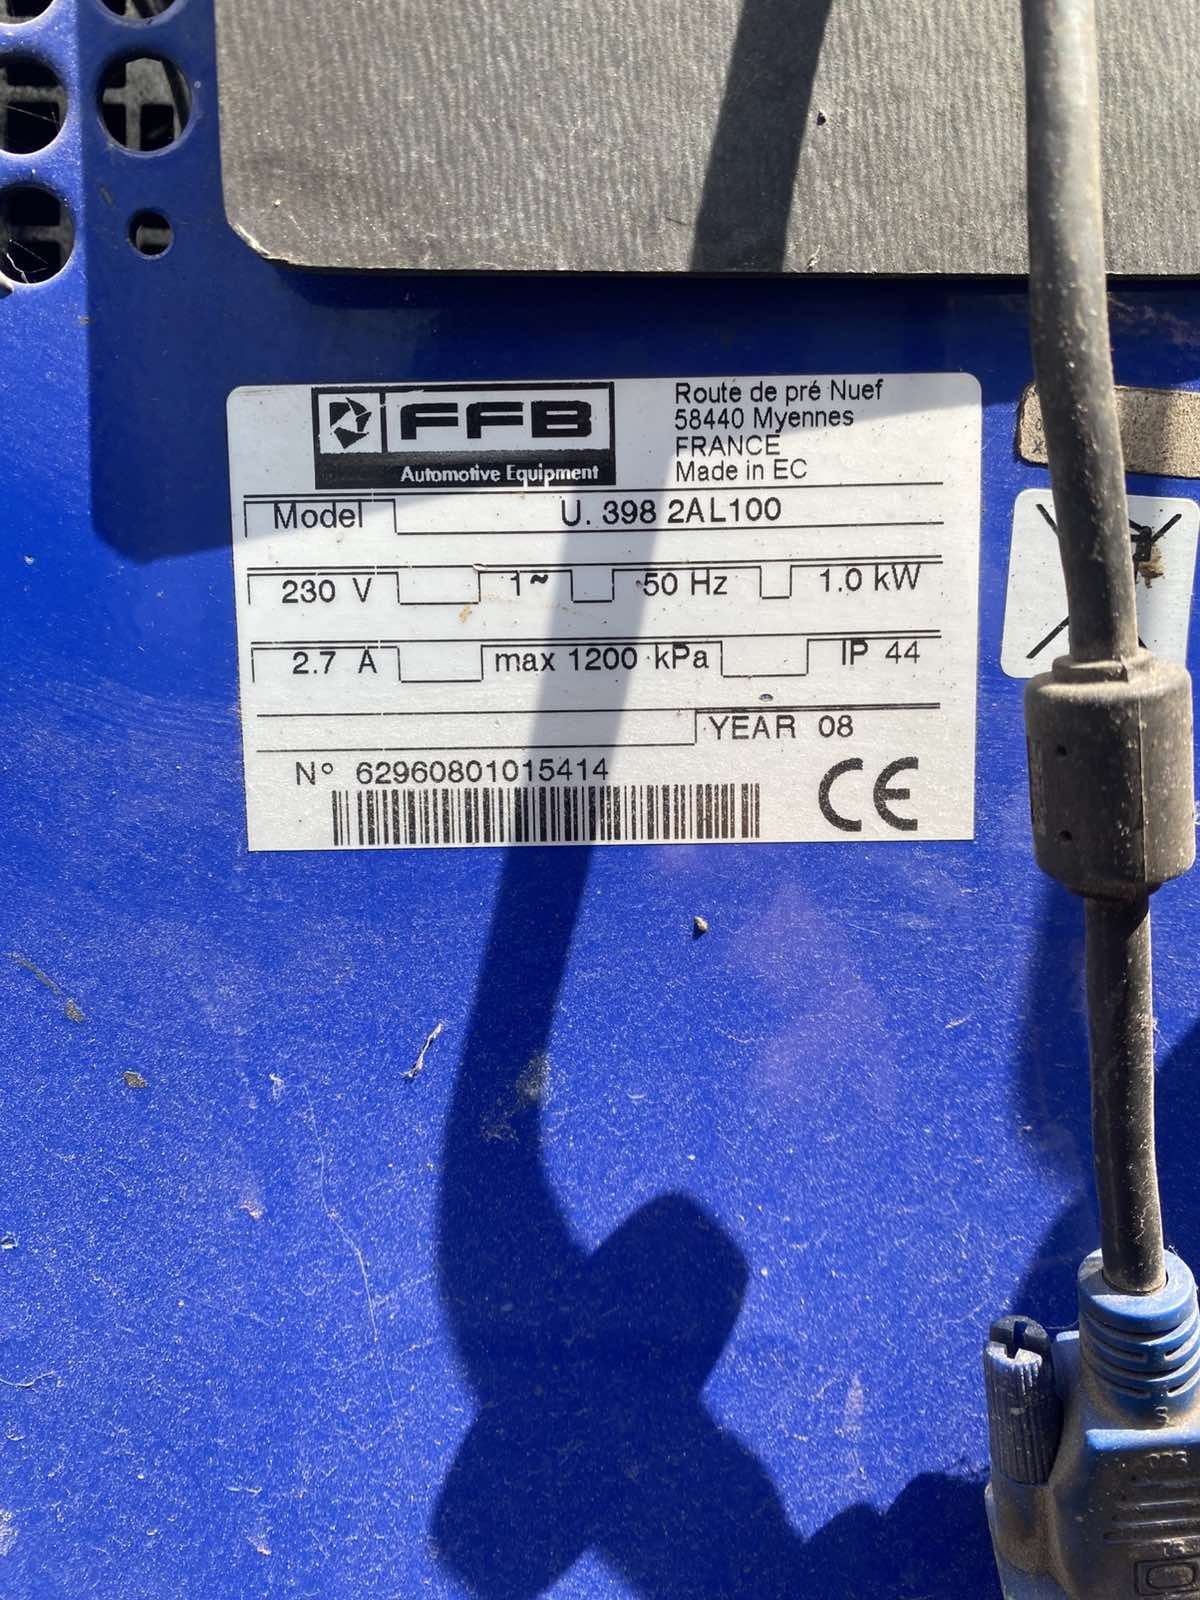 FFB
Automotive Equipment
Route de pré Nuef
58440 Myennes
FRANCE
Made in EC
Model U. 398 2AL100
230 V 1~ 50 Hz 1.0 kW
2.7 A max 1200 kPa IP 44
YEAR 08
N° 62960801015414
CE